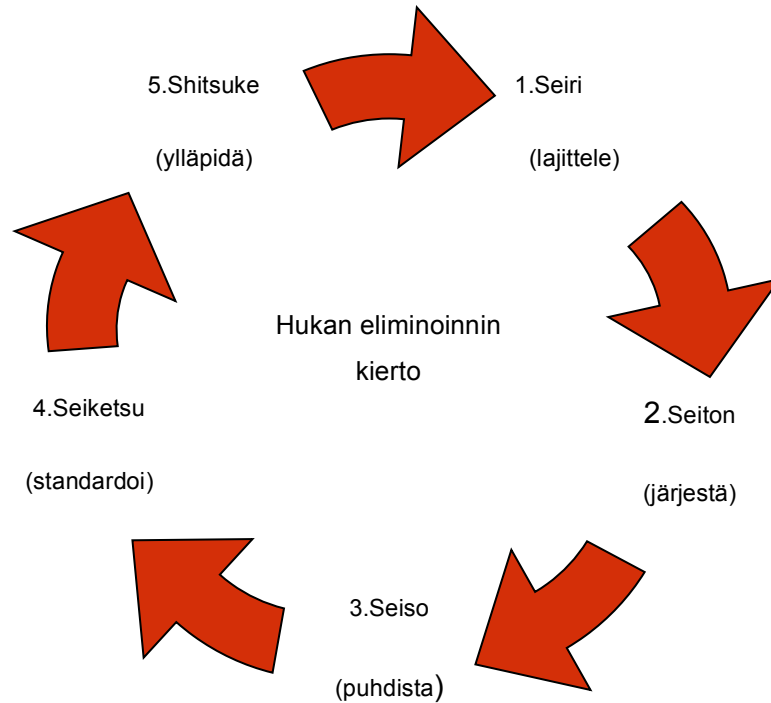 1.Seiri
(lajittele)
2.Seiton
(järjestä)
3.Seiso
(puhdista)
4.Seiketsu
(standardoi)
5.Shitsuke
(ylläpidä)
Hukan eliminoinnin
kierto